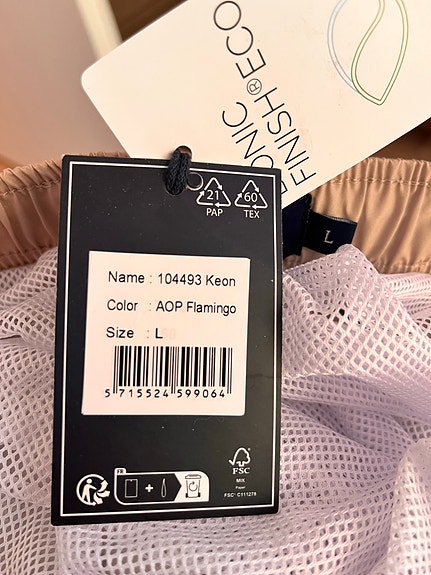 FINISH®ECO
L
21
PAP
60
TEX
Name : 104493 Keon
Color : AOP Flamingo
Size : L
5 715524 599064
FR
+
FSC
MIX
Paper
FSC® C111278